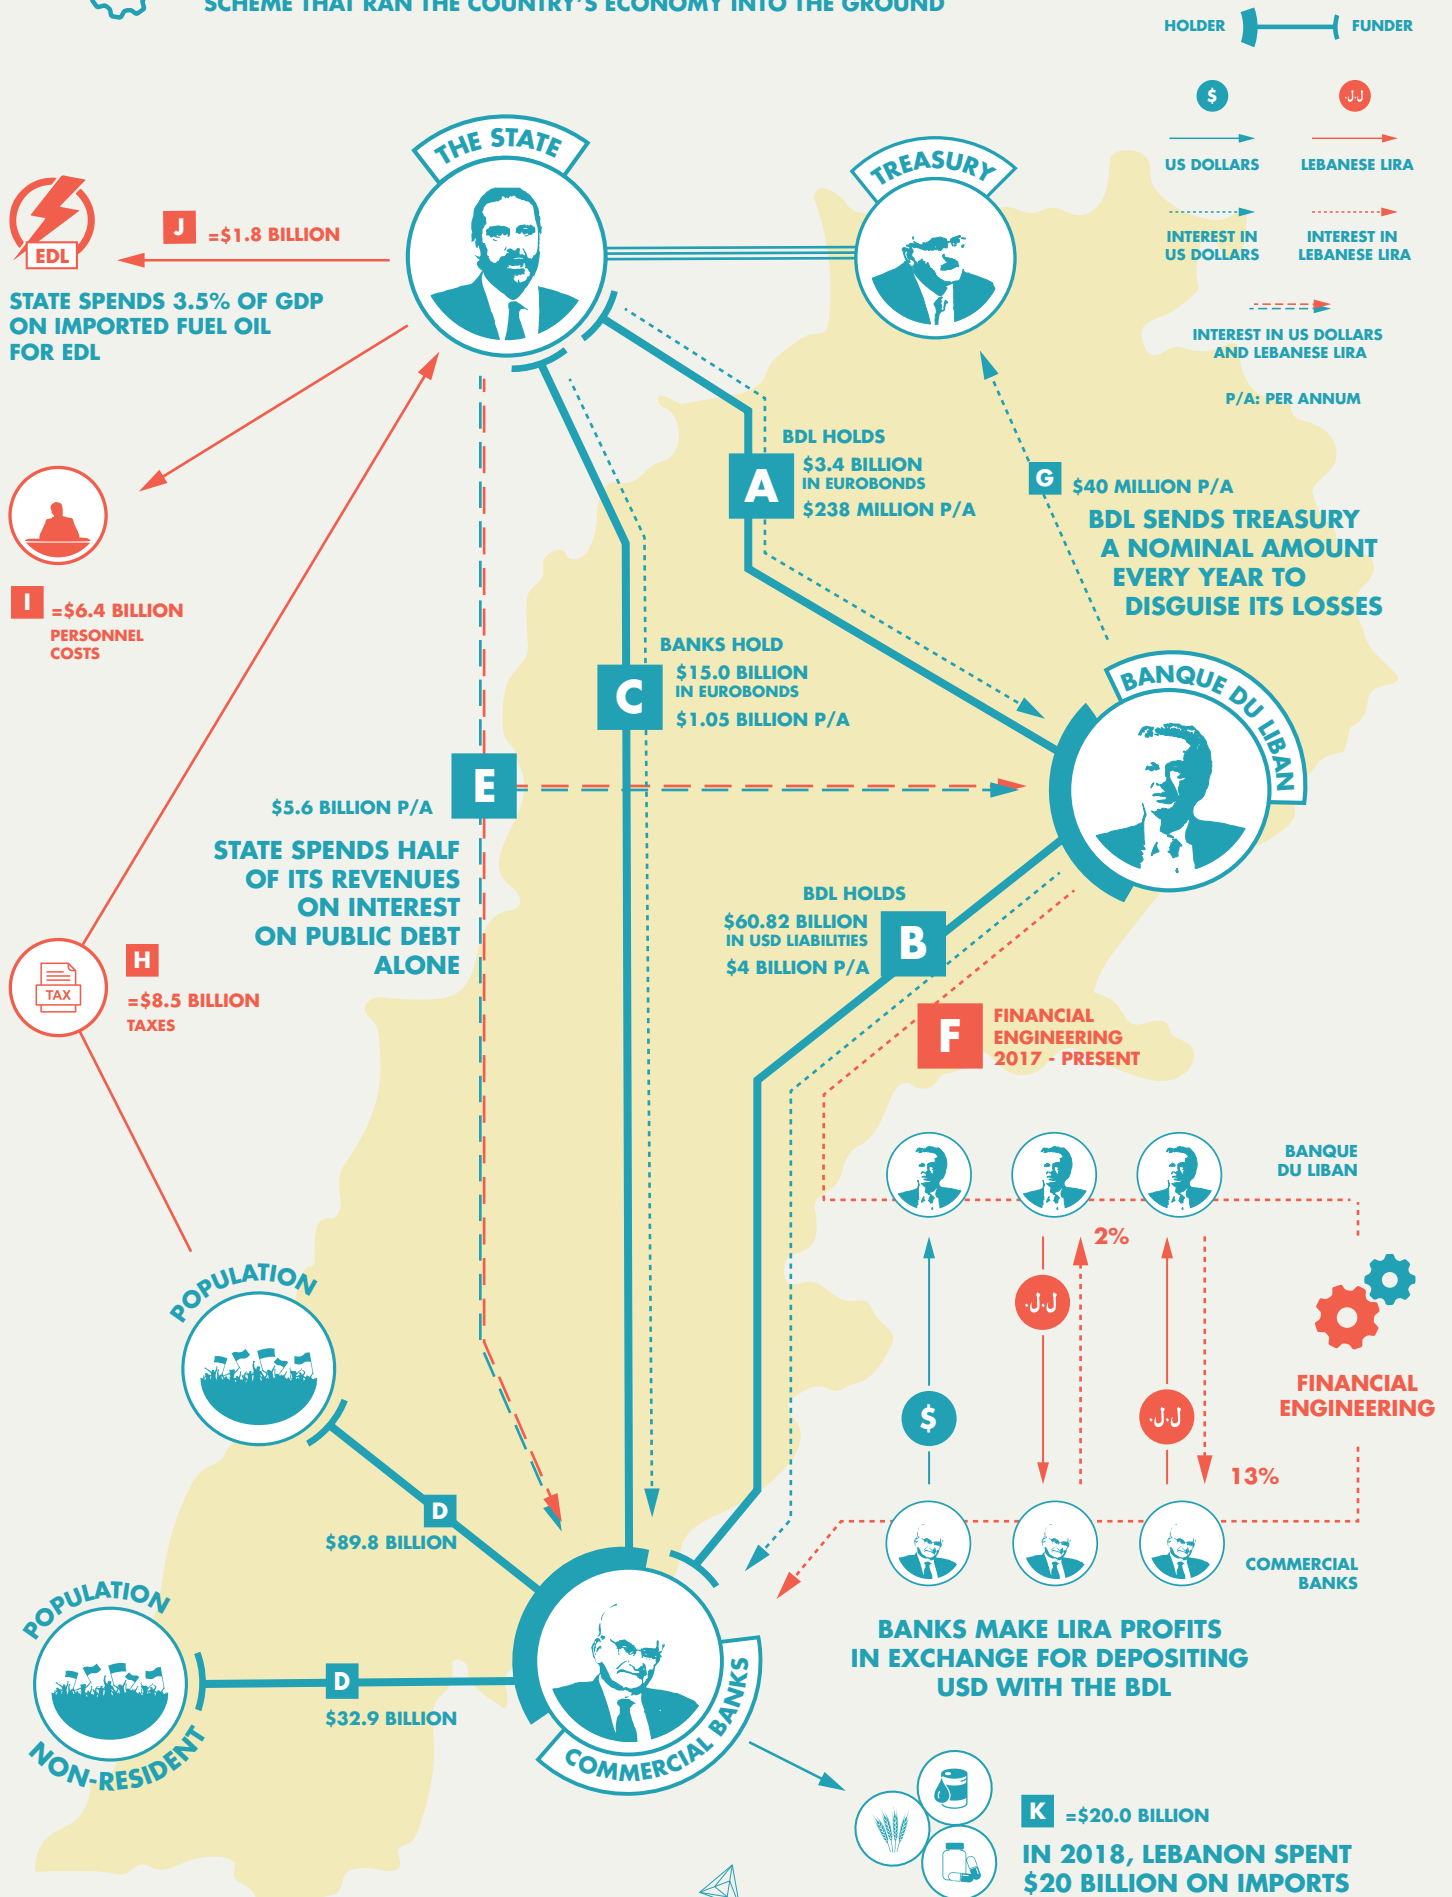 SCHEME THAT RAN THE COUNTRY'S ECONOMY INTO THE GROUND
HOLDER
FUNDER
$
ل.ل.
US DOLLARS
LEBANESE LIRA
INTEREST IN
US DOLLARS
INTEREST IN
LEBANESE LIRA
INTEREST IN US DOLLARS
AND LEBANESE LIRA
P/A: PER ANNUM
THE STATE
TREASURY
EDL
J
=$1.8 BILLION
STATE SPENDS 3.5% OF GDP
ON IMPORTED FUEL OIL
FOR EDL
A
BDL HOLDS
$3.4 BILLION
IN EUROBONDS
$238 MILLION P/A
G
$40 MILLION P/A
BDL SENDS TREASURY
A NOMINAL AMOUNT
EVERY YEAR TO
DISGUISE ITS LOSSES
I
=$6.4 BILLION
PERSONNEL
COSTS
C
BANKS HOLD
$15.0 BILLION
IN EUROBONDS
$1.05 BILLION P/A
BANQUE DU LIBAN
E
$5.6 BILLION P/A
STATE SPENDS HALF
OF ITS REVENUES
ON INTEREST
ON PUBLIC DEBT
ALONE
B
BDL HOLDS
$60.82 BILLION
IN USD LIABILITIES
$4 BILLION P/A
TAX
H
=$8.5 BILLION
TAXES
F
FINANCIAL
ENGINEERING
2017 - PRESENT
BANQUE
DU LIBAN
2%
ل.ل.
$
ل.ل.
13%
FINANCIAL
ENGINEERING
COMMERCIAL
BANKS
BANKS MAKE LIRA PROFITS
IN EXCHANGE FOR DEPOSITING
USD WITH THE BDL
POPULATION
D
$89.8 BILLION
POPULATION
NON-RESIDENT
D
$32.9 BILLION
COMMERCIAL BANKS
K
=$20.0 BILLION
IN 2018, LEBANON SPENT
$20 BILLION ON IMPORTS